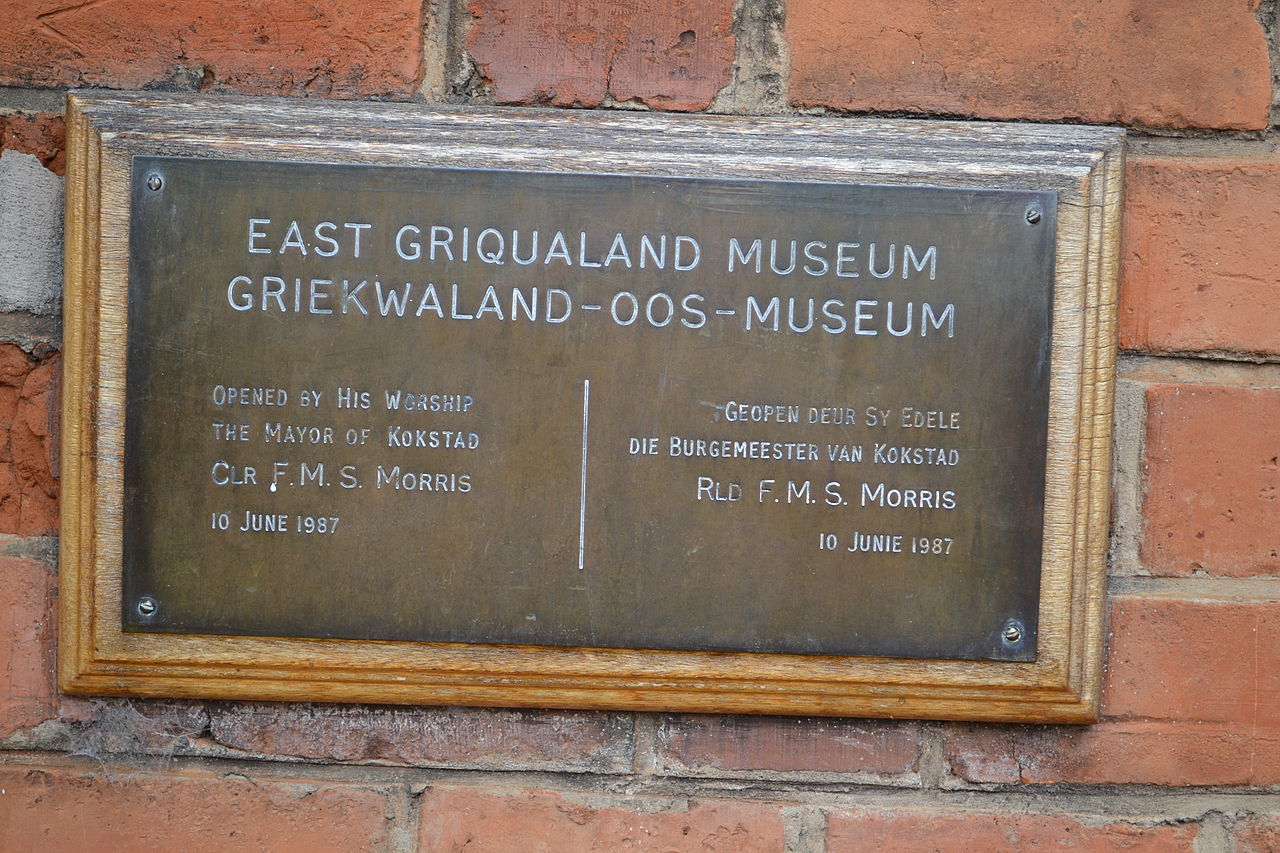 EAST GRIQUALAND MUSEUM
GRIEKWALAND-OOS-MUSEUM
OPENED BY HIS WORSHIP
THE MAYOR OF KOKSTAD
CLR F.M.S. MORRIS
10 JUNE 1987
GEOPEN DEUR SY EDELE
DIE BURGEMEESTER VAN KOKSTAD
RLD F.M.S. MORRIS
10 JUNIE 1987